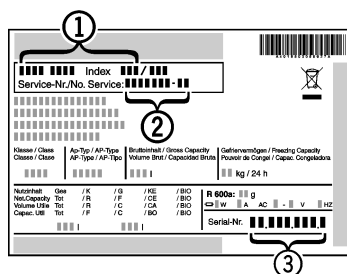 1
Index /
Service-Nr./No. Service: -
2
Klasse / Class
Classe / Clase
Ap-Typ / AP-Type
AP-Type / AP-Tipo
Bruttoinhalt / Gross Capacity
Volume Brut / Capacidad Bruta
Gefriervermögen / Freezing Capacity
Pouvoir de Congel / Capac. Congeladora
l
kg / 24 h
Nutzinhalt Ges / K / G / KE / BIO
Net.Capacity Tot / R / F / CE / BIO
Volume Utile Tot / R / C / CA / BIO
Capac. Util Tot / F / C / BO / BIO
l l
R 600a: g
W A AC - V HZ
Serial-Nr.
3